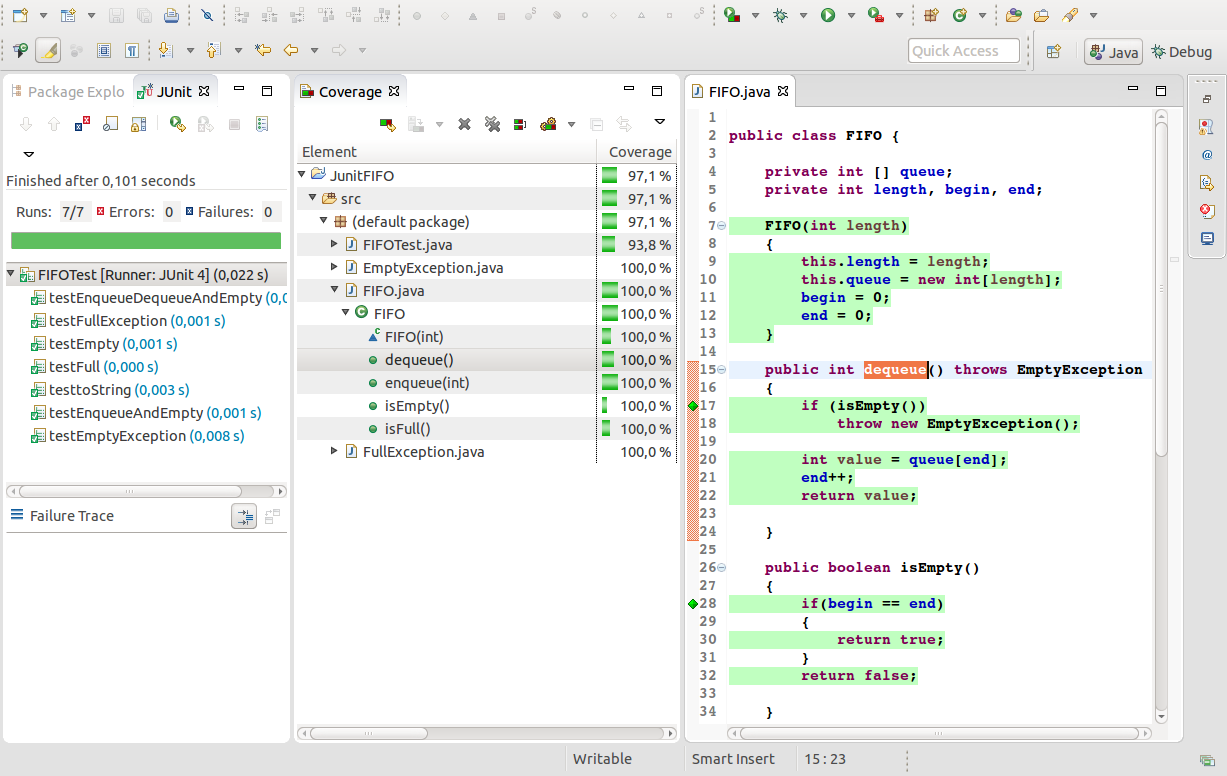 Quick Access
Java
Debug
Package Explo
JUnit
Finished after 0,101 seconds
Runs: 7/7 Errors: 0 Failures: 0
FIFOTest [Runner: JUnit 4] (0,022 s)
testEnqueueDequeueAndEmpty (0,0
testFullException (0,001 s)
testEmpty (0,001 s)
testFull (0,000 s)
testtoString (0,003 s)
testEnqueueAndEmpty (0,001 s)
testEmptyException (0,008 s)
Failure Trace
Coverage
Element Coverage
JunitFIFO 97,1 %
src 97,1 %
(default package) 97,1 %
FIFOTest.java 93,8 %
EmptyException.java 100,0 %
FIFO.java 100,0 %
FIFO 100,0 %
FIFO(int) 100,0 %
dequeue() 100,0 %
enqueue(int) 100,0 %
isEmpty() 100,0 %
isFull() 100,0 %
FullException.java 100,0 %
FIFO.java
1
2 public class FIFO {
3
4 private int [] queue;
5 private int length, begin, end;
6
7 FIFO(int length)
8 {
9 this.length = length;
10 this.queue = new int[length];
11 begin = 0;
12 end = 0;
13 }
14
15 public int dequeue() throws EmptyException
16 {
17 if (isEmpty())
18 throw new EmptyException();
19
20 int value = queue[end];
21 end++;
22 return value;
23
24 }
25
26 public boolean isEmpty()
27 {
28 if(begin == end)
29 {
30 return true;
31 }
32 return false;
33
34 }
Writable
Smart Insert
15 : 23